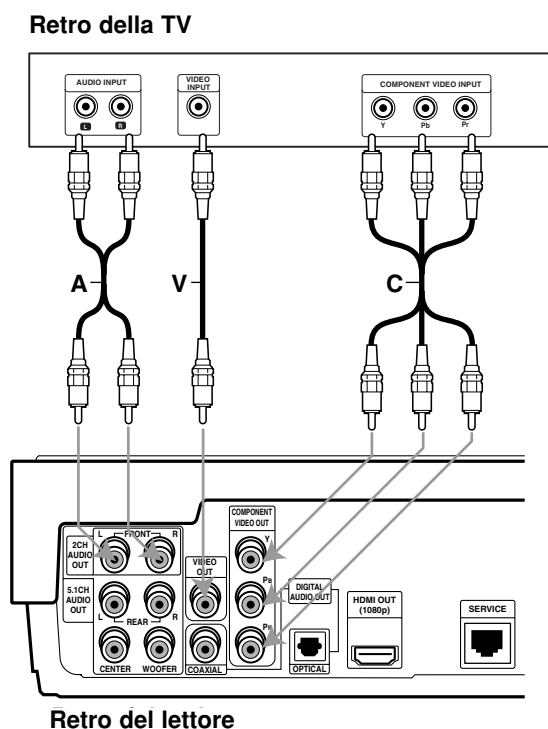 Retro della TV
AUDIO INPUT
L R
VIDEO
INPUT
COMPONENT VIDEO INPUT
Y Pb Pr
A V C
COMPONENT
VIDEO OUT
L FRONT R
2CH
AUDIO
OUT
VIDEO
OUT
Y
5.1CH
AUDIO
OUT
PB
DIGITAL
AUDIO OUT
HDMI OUT
(1080p)
SERVICE
L REAR R
PR
CENTER WOOFER
COAXIAL
OPTICAL
Retro del lettore